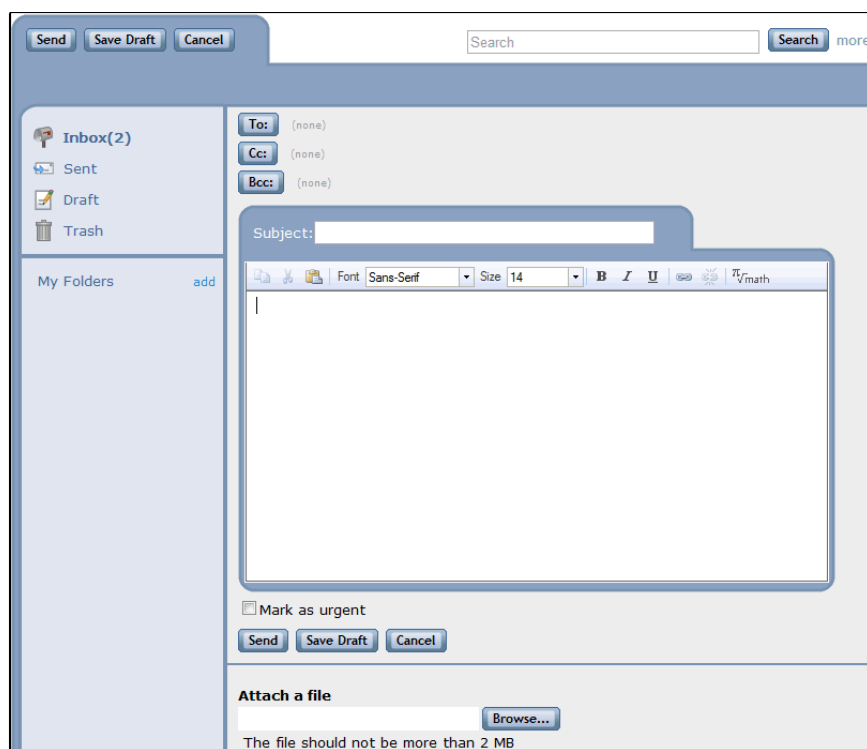 Send Save Draft Cancel Search Search more
Inbox(2)
Sent
Draft
Trash
My Folders add
To: (none)
Cc: (none)
Bcc: (none)
Subject:
Font Sans-Serif Size 14 B I U π√math
Mark as urgent
Send Save Draft Cancel
Attach a file
Browse...
The file should not be more than 2 MB